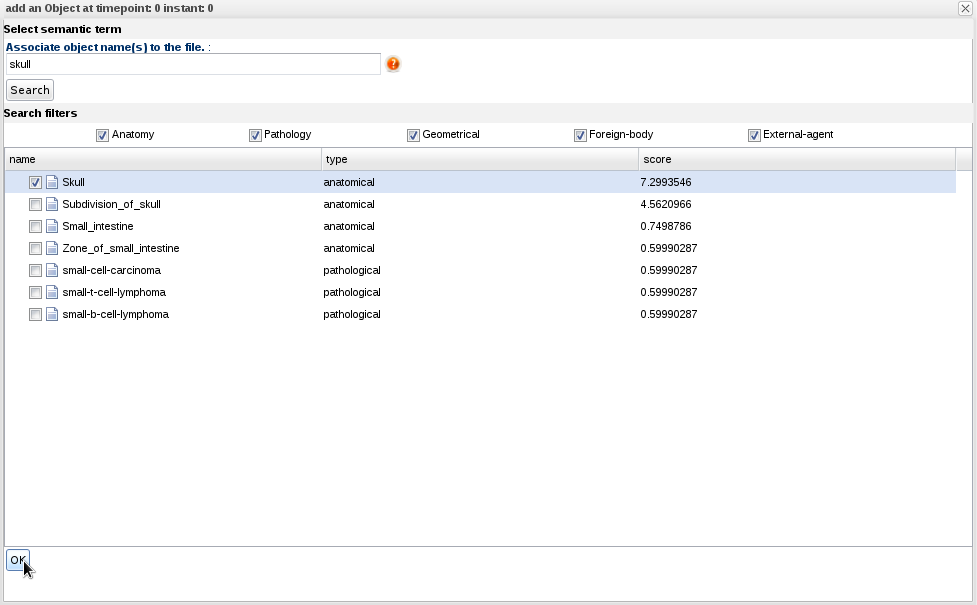 add an Object at timepoint: 0 instant: 0
Select semantic term
Associate object name(s) to the file. :
skull
?
Search
Search filters
Anatomy Pathology Geometrical Foreign-body External-agent
name type score
Skull anatomical 7.2993546
Subdivision_of_skull anatomical 4.5620966
Small_intestine anatomical 0.7498786
Zone_of_small_intestine anatomical 0.59990287
small-cell-carcinoma pathological 0.59990287
small-t-cell-lymphoma pathological 0.59990287
small-b-cell-lymphoma pathological 0.59990287
OK